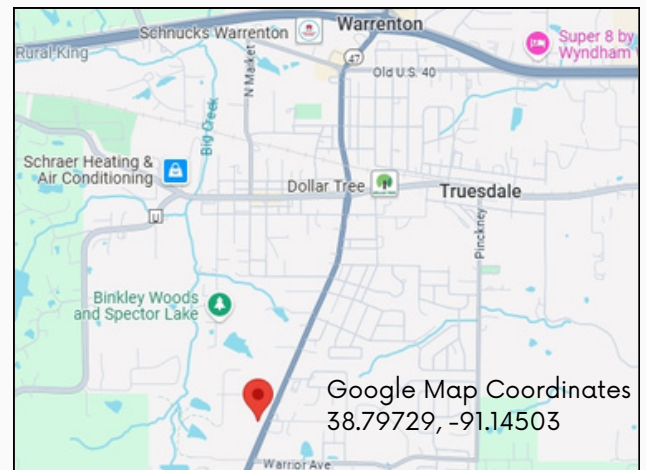 Warrenton
Schnucks Warrenton
Super 8 by
Wyndham
Rural King
47
Old U.S. 40
N Market
Big Creek
Schraer Heating &
Air Conditioning
Dollar Tree
Truesdale
U
Pinckney
Binkley Woods
and Spector Lake
Google Map Coordinates
38.79729, -91.14503
Warrior Ave